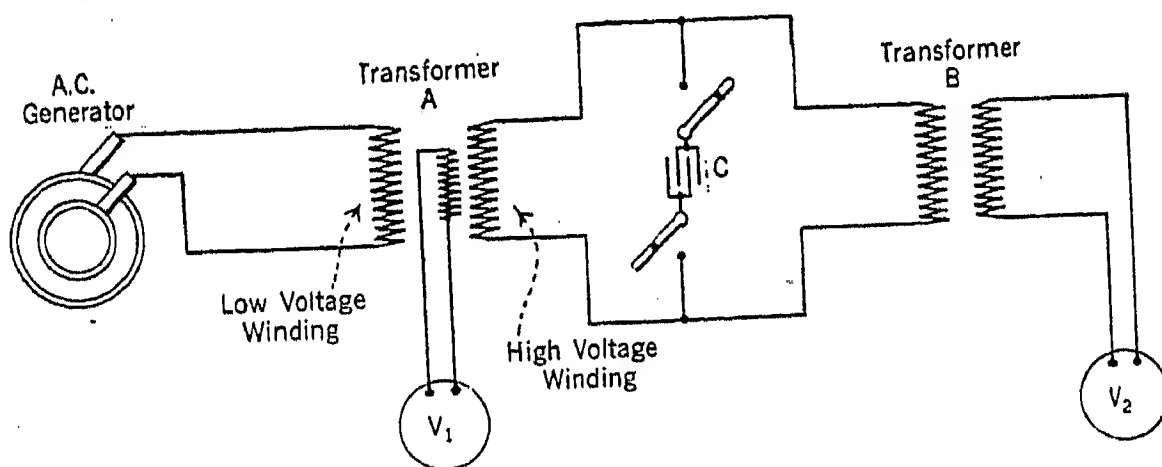 A.C.
Generator
Transformer
A
Transformer
B
C
Low Voltage
Winding
High Voltage
Winding
V₁
V₂